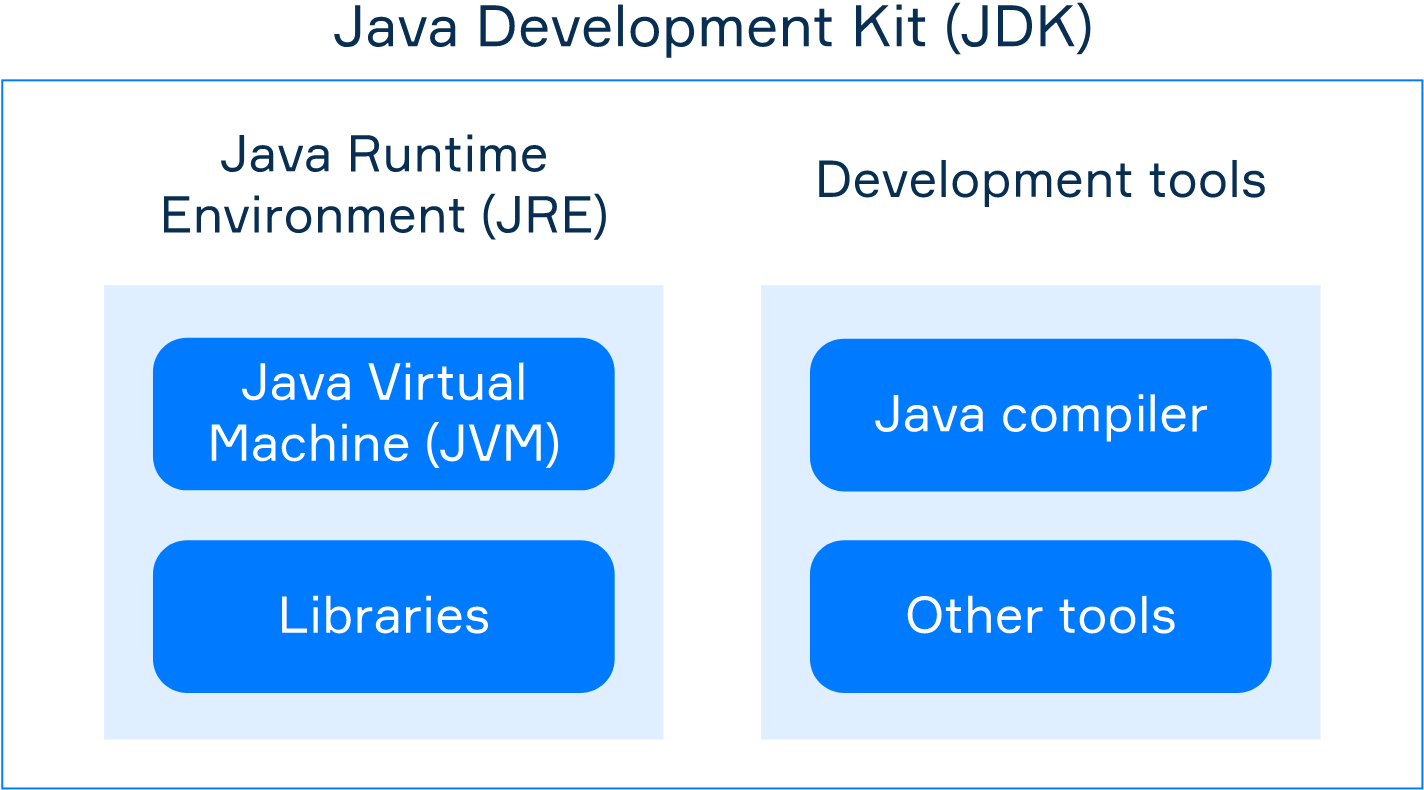 Java Development Kit (JDK)
Java Runtime
Environment (JRE)
Java Virtual
Machine (JVM)
Libraries
Development tools
Java compiler
Other tools